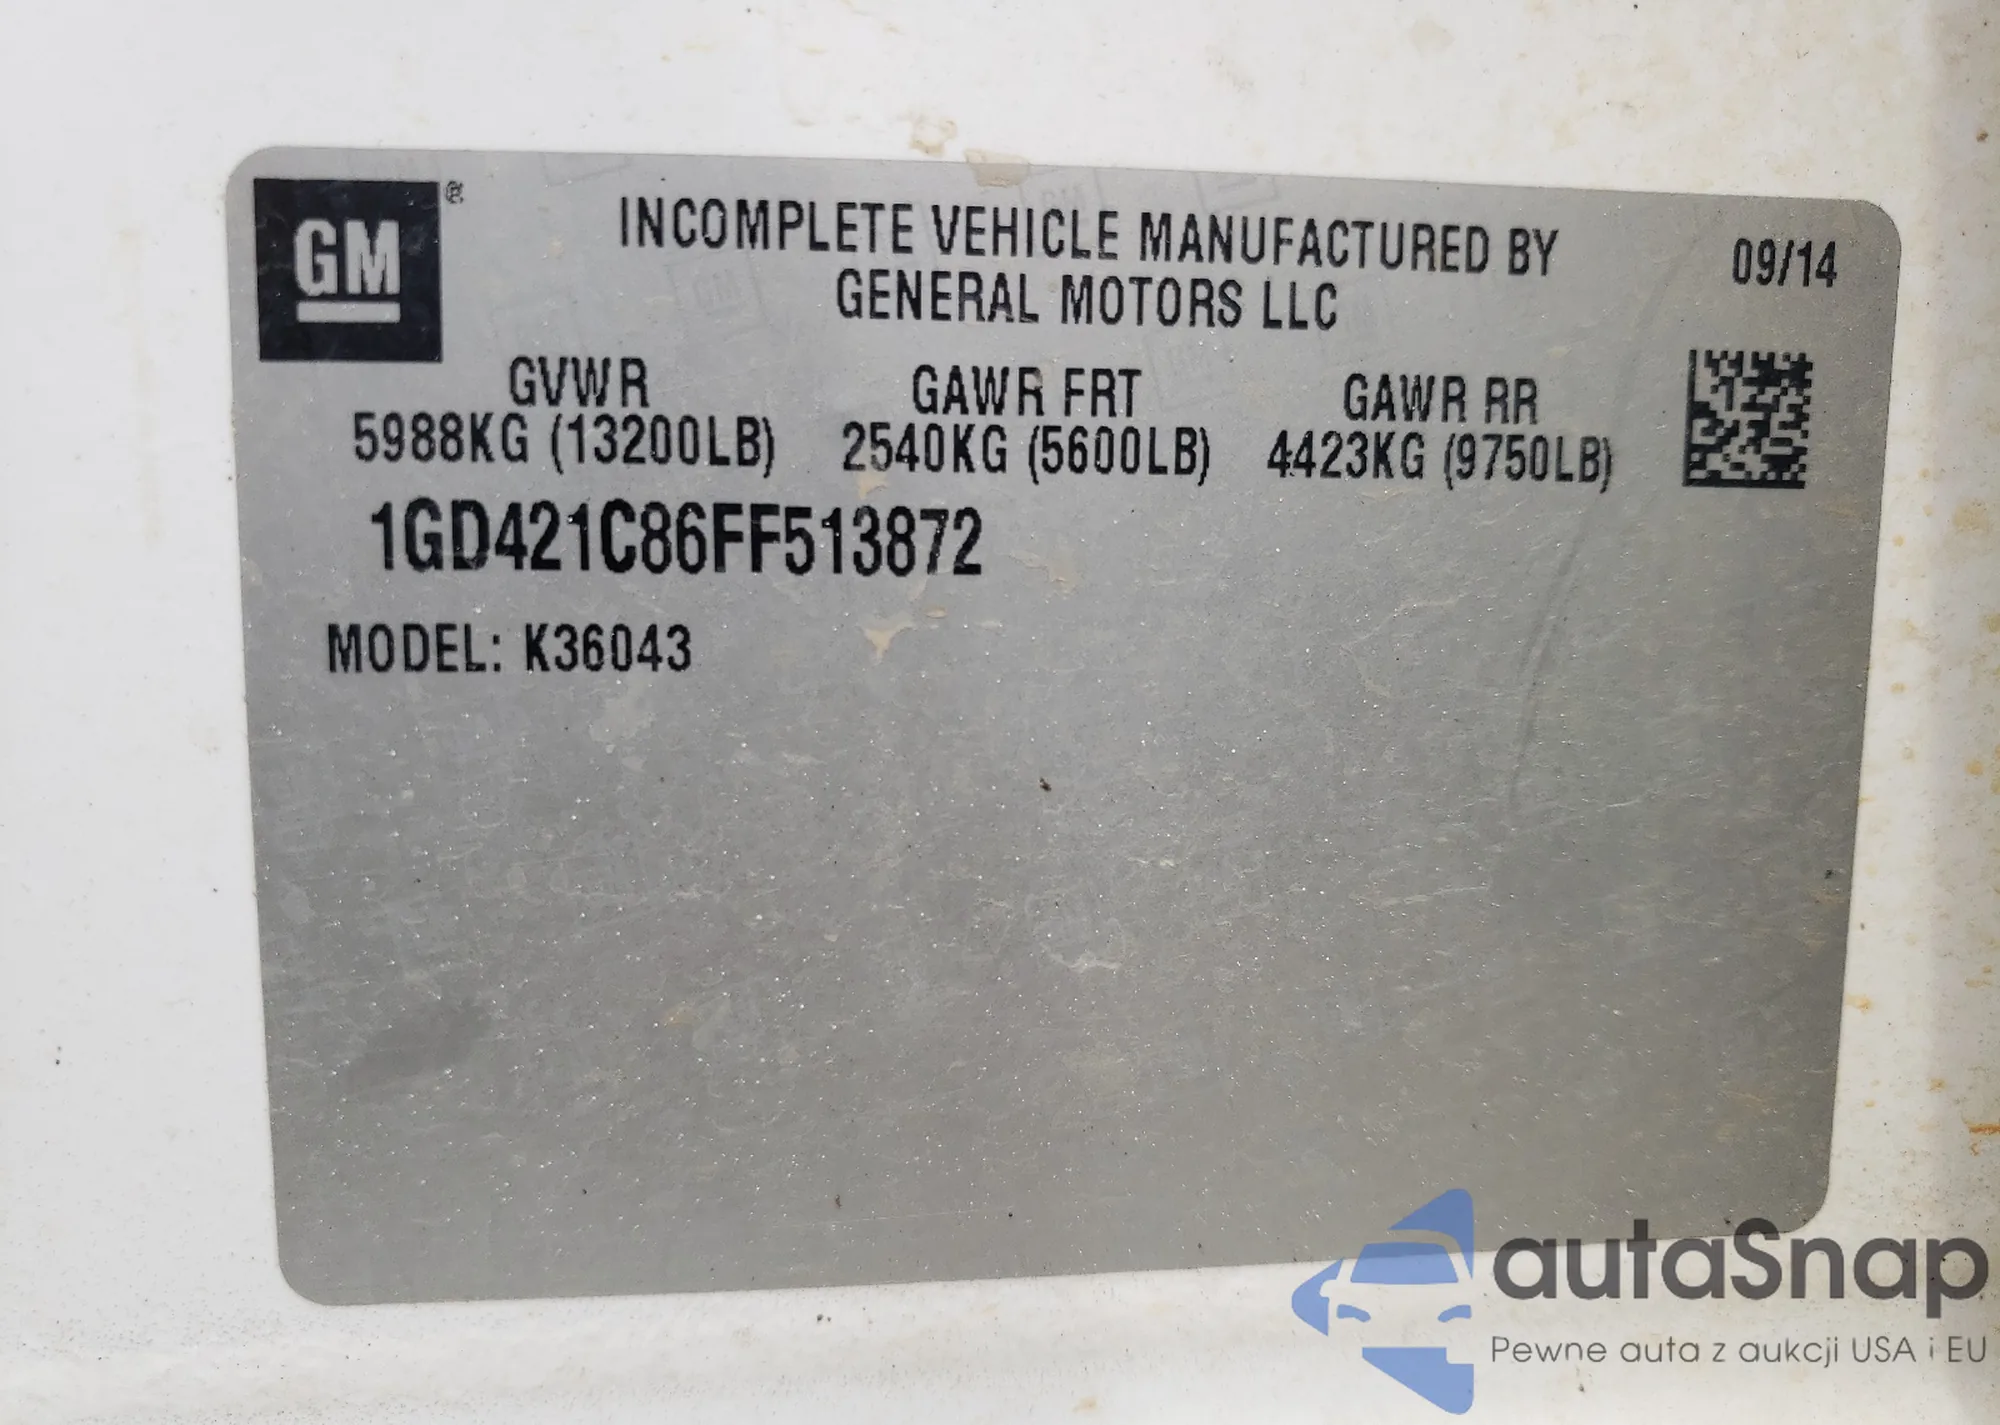 GM®
INCOMPLETE VEHICLE MANUFACTURED BY
GENERAL MOTORS LLC
09/14
GVWR
5988KG (13200LB)
GAWR FRT
2540KG (5600LB)
GAWR RR
4423KG (9750LB)
1GD421C86FF513872
MODEL: K36043
autaSnap
Pewne auta z aukcji USA i EU